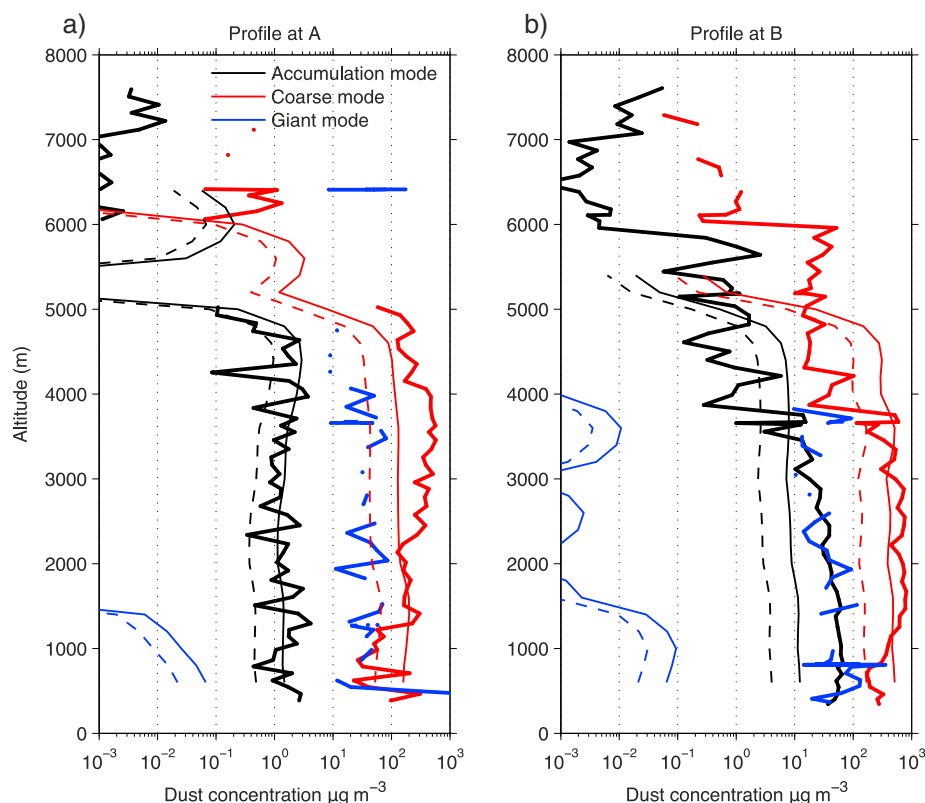 a)
Profile at A
Accumulation mode
Coarse mode
Giant mode
Altitude (m)
8000
7000
6000
5000
4000
3000
2000
1000
0
10⁻³ 10⁻² 10⁻¹ 10⁰ 10¹ 10² 10³
Dust concentration µg m⁻³
b)
Profile at B
8000
7000
6000
5000
4000
3000
2000
1000
0
10⁻³ 10⁻² 10⁻¹ 10⁰ 10¹ 10² 10³
Dust concentration µg m⁻³